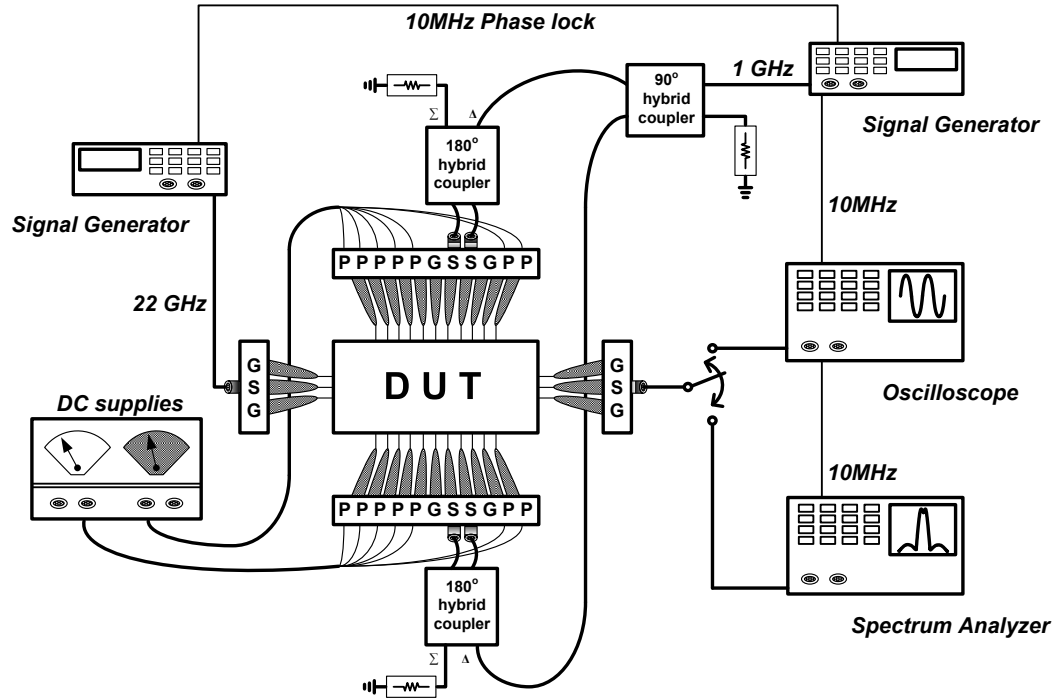 10MHz Phase lock
1 GHz
Signal Generator
90°
hybrid
coupler
Σ Δ
180°
hybrid
coupler
Signal Generator
10MHz
P P P P P G S S G P P
22 GHz
G
S
G
D U T
G
S
G
Oscilloscope
DC supplies
10MHz
P P P P P G S S G P P
180°
hybrid
coupler
Σ Δ
Spectrum Analyzer